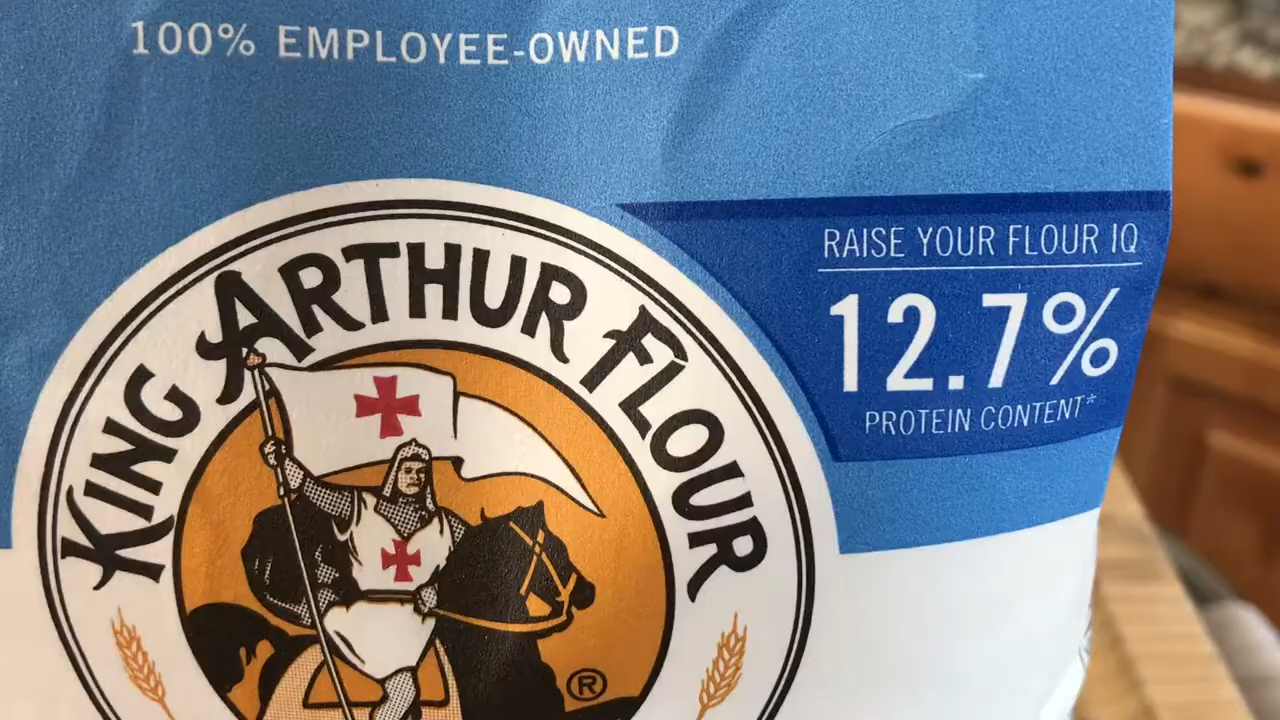 100% EMPLOYEE-OWNED
RAISE YOUR FLOUR IQ
12.7%
PROTEIN CONTENT*
KING ARTHUR FLOUR
®